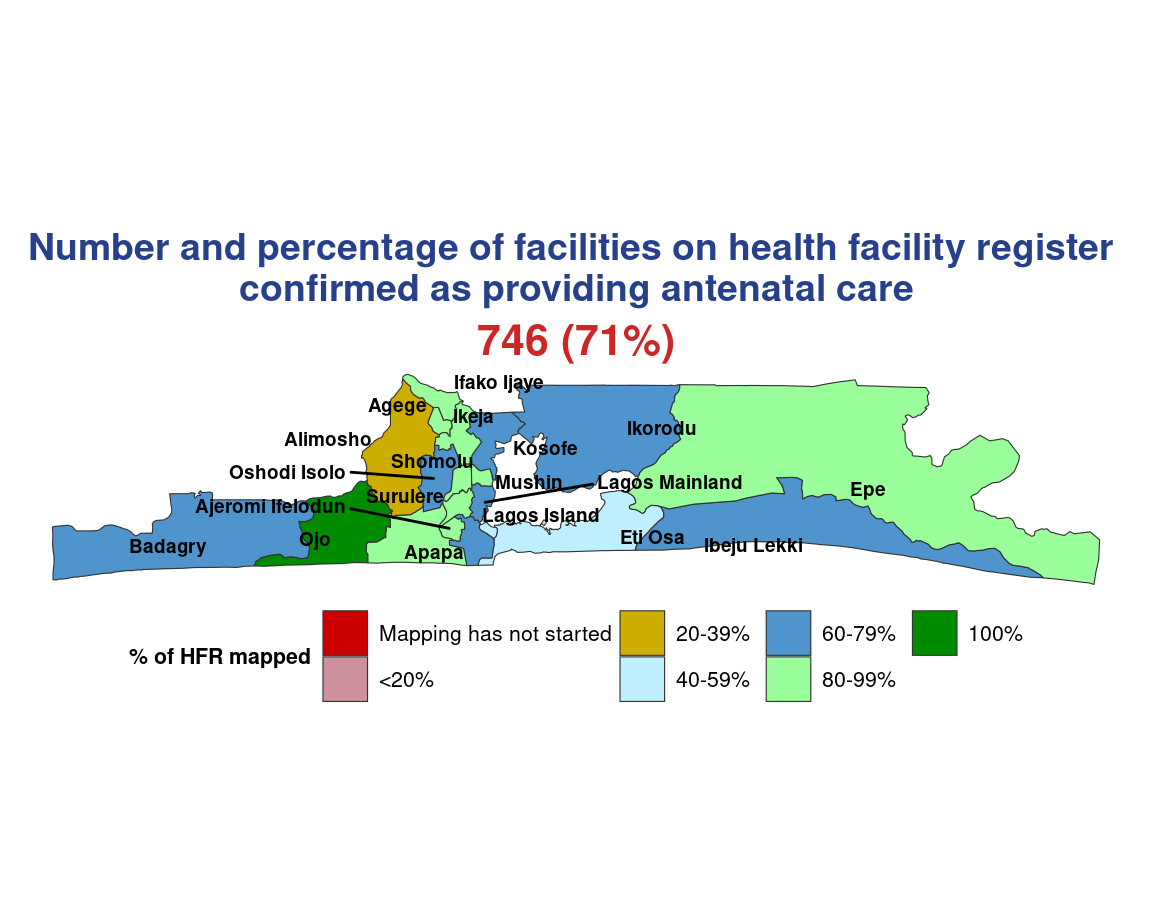 Number and percentage of facilities on health facility register
confirmed as providing antenatal care
746 (71%)
Ifako Ijaye
Agege
Ikeja
Ikorodu
Alimosho
Kosofe
Shomolu
Oshodi Isolo
Mushin
Lagos Mainland
Epe
Surulere
Ajeromi Ifelodun
Lagos Island
Ojo
Eti Osa
Badagry
Ibeju Lekki
Apapa
% of HFR mapped
Mapping has not started
20-39%
60-79%
100%
<20%
40-59%
80-99%